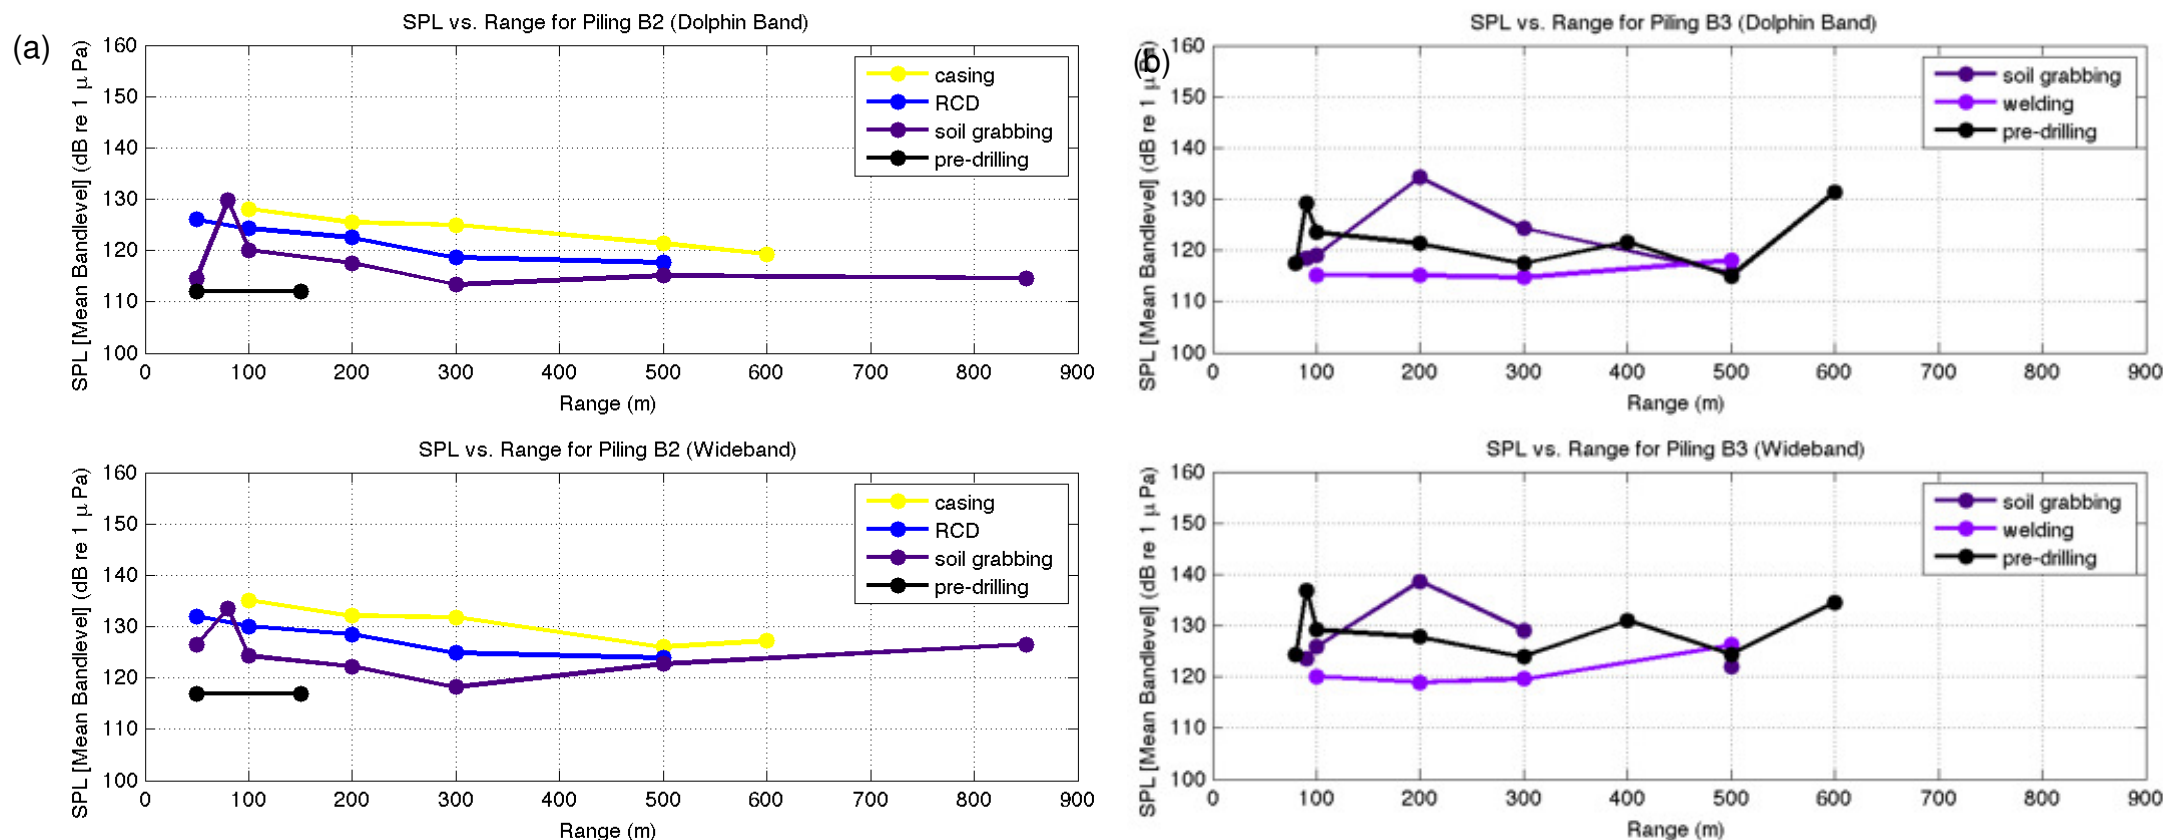 (a)
SPL vs. Range for Piling B2 (Dolphin Band)
SPL [Mean Bandlevel] (dB re 1 μ Pa)
160
150
140
130
120
110
100
casing
RCD
soil grabbing
pre-drilling
0 100 200 300 400 500 600 700 800 900
Range (m)
SPL vs. Range for Piling B2 (Wideband)
SPL [Mean Bandlevel] (dB re 1 μ Pa)
160
150
140
130
120
110
100
casing
RCD
soil grabbing
pre-drilling
0 100 200 300 400 500 600 700 800 900
Range (m)
(b)
SPL vs. Range for Piling B3 (Dolphin Band)
SPL [Mean Bandlevel] (dB re 1 μ Pa)
160
150
140
130
120
110
100
soil grabbing
welding
pre-drilling
0 100 200 300 400 500 600 700 800 900
Range (m)
SPL vs. Range for Piling B3 (Wideband)
SPL [Mean Bandlevel] (dB re 1 μ Pa)
160
150
140
130
120
110
100
soil grabbing
welding
pre-drilling
0 100 200 300 400 500 600 700 800 900
Range (m)